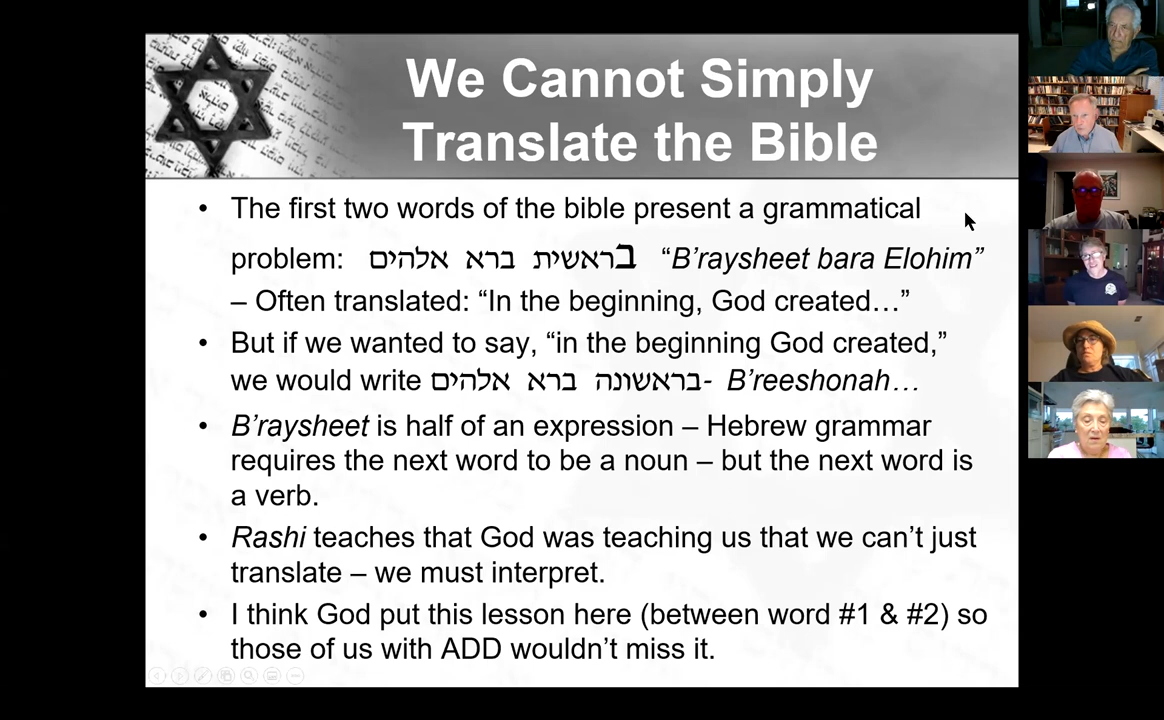 We Cannot Simply
Translate the Bible
• The first two words of the bible present a grammatical
problem: בראשית ברא אלהים “B’raysheet bara Elohim”
– Often translated: “In the beginning, God created…”
• But if we wanted to say, “in the beginning God created,”
we would write בראשונה ברא אלהים- B’reeshonah…
• B’raysheet is half of an expression – Hebrew grammar
requires the next word to be a noun – but the next word is
a verb.
• Rashi teaches that God was teaching us that we can’t just
translate – we must interpret.
• I think God put this lesson here (between word #1 & #2) so
those of us with ADD wouldn’t miss it.